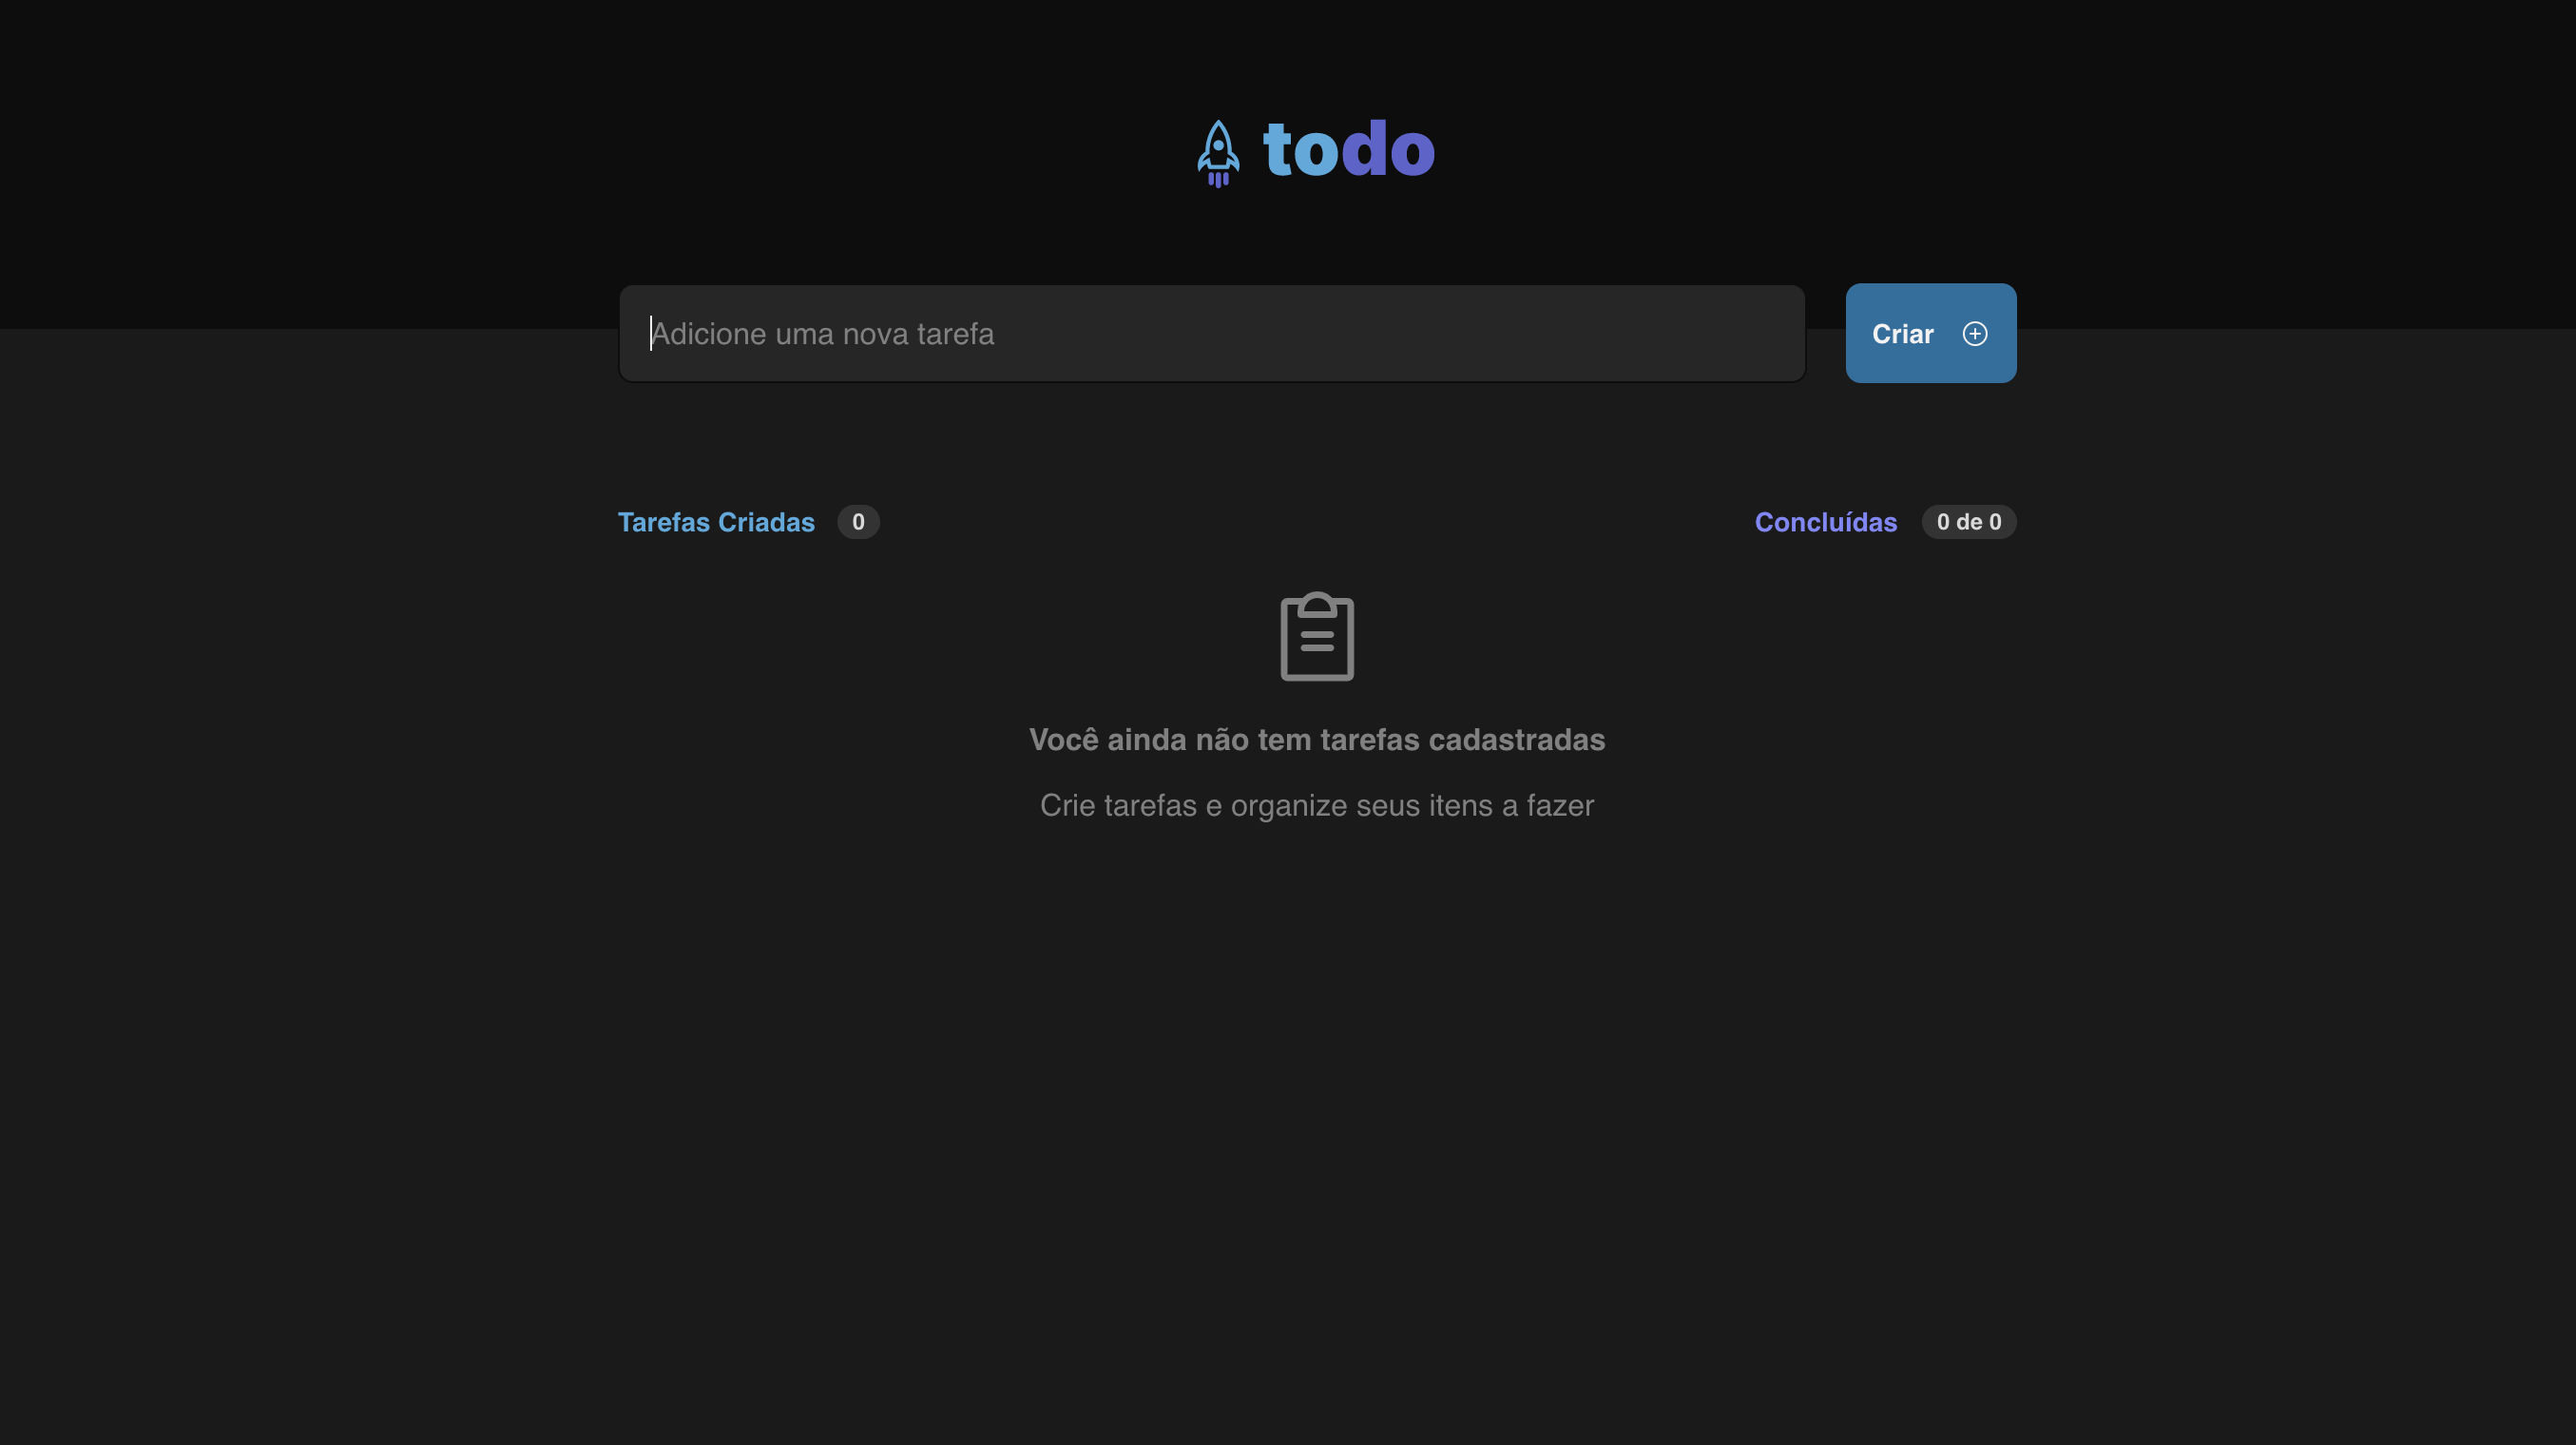 todo
Adicione uma nova tarefa
Criar
Tarefas Criadas 0
Concluídas 0 de 0
Você ainda não tem tarefas cadastradas
Crie tarefas e organize seus itens a fazer